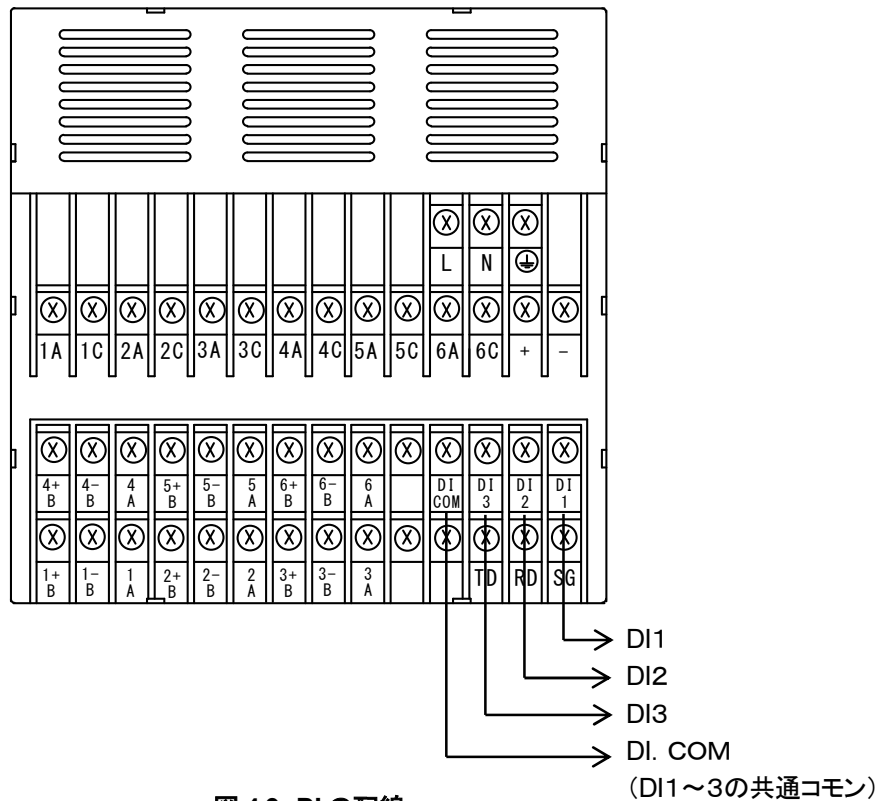 L N
1A 1C 2A 2C 3A 3C 4A 4C 5A 5C 6A 6C + -
4+ B 4- B 4 A 5+ B 5- B 5 A 6+ B 6- B 6 A DI COM DI 3 DI 2 DI 1
1+ B 1- B 1 A 2+ B 2- B 2 A 3+ B 3- B 3 A TD RD SG
DI1
DI2
DI3
DI. COM
(DI1～3の共通コモン)